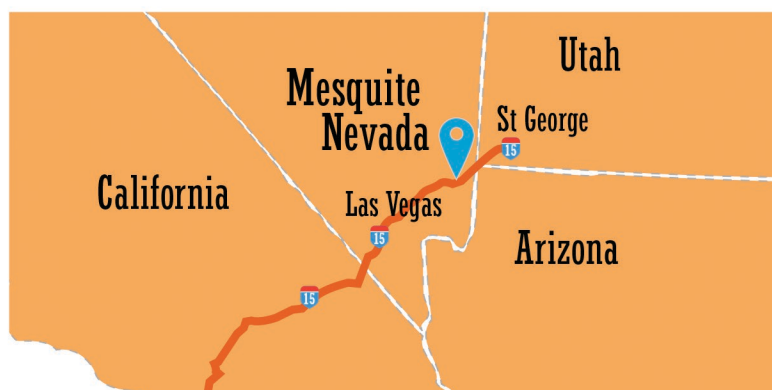 Utah
Mesquite
Nevada
St George
15
California
Las Vegas
15
Arizona
15